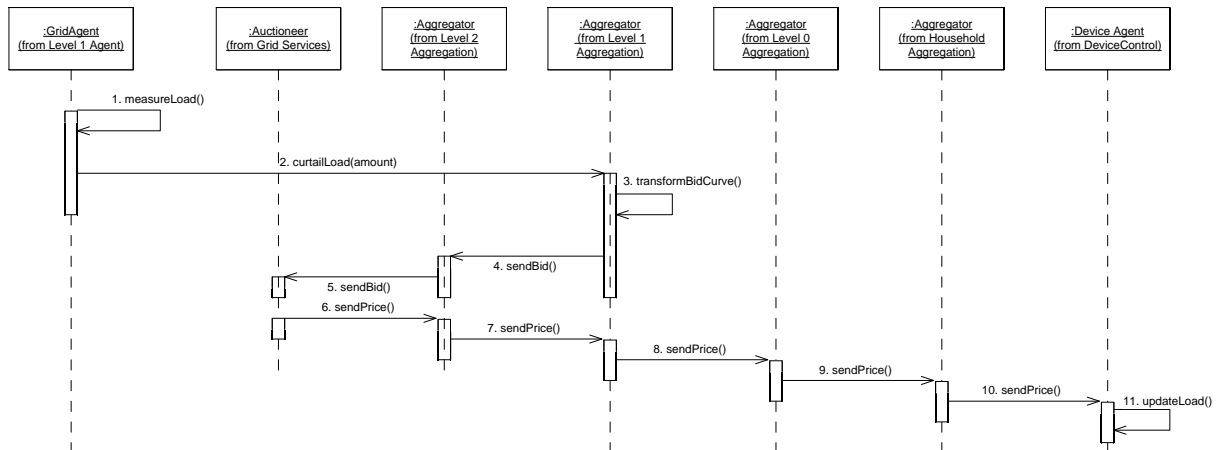 :GridAgent
(from Level 1 Agent)
:Auctioneer
(from Grid Services)
:Aggregator
(from Level 2
Aggregation)
:Aggregator
(from Level 1
Aggregation)
:Aggregator
(from Level 0
Aggregation)
:Aggregator
(from Household
Aggregation)
:Device Agent
(from DeviceControl)
1. measureLoad()
2. curtailLoad(amount)
3. transformBidCurve()
4. sendBid()
5. sendBid()
6. sendPrice()
7. sendPrice()
8. sendPrice()
9. sendPrice()
10. sendPrice()
11. updateLoad()